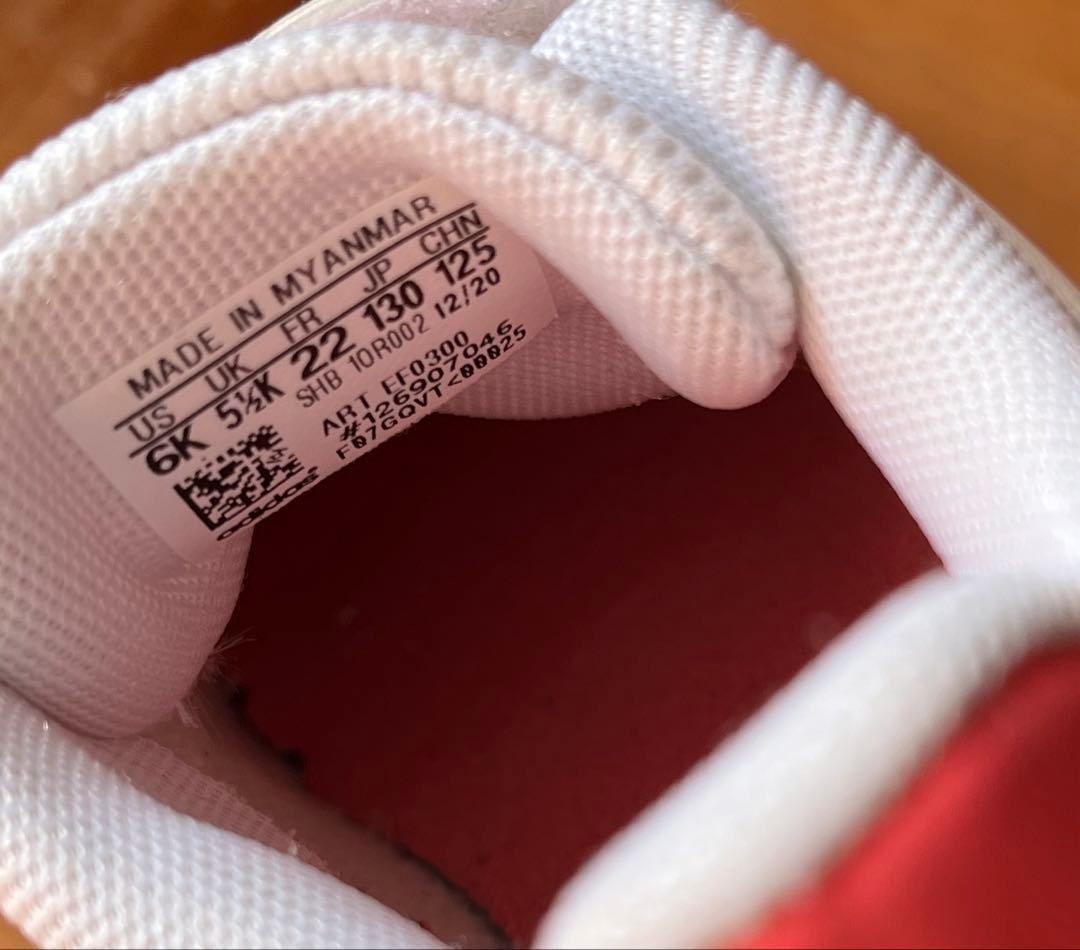 MADE IN MYANMAR
US UK FR JP CHN
6K 5½K 22 130 125
SHB 10R002 12/20
ART EF0300
#126907046
F07GQVT<00025
adidas